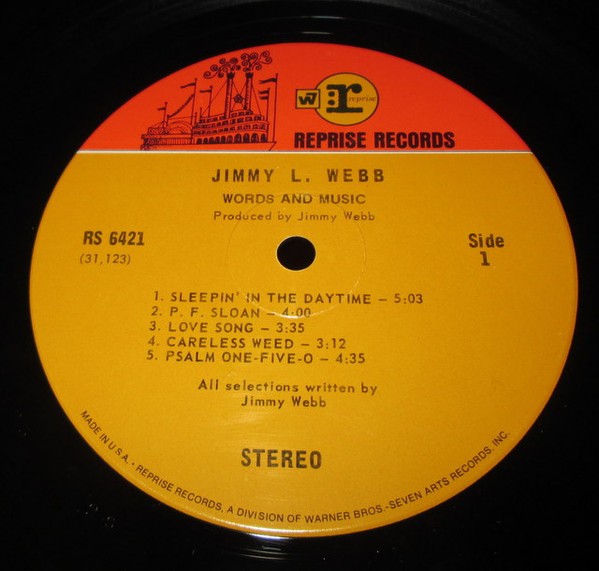 W r reprise
REPRISE RECORDS
JIMMY L. WEBB
WORDS AND MUSIC
Produced by Jimmy Webb
RS 6421
(31,123)
Side
1
1. SLEEPIN' IN THE DAYTIME – 5:03
2. P. F. SLOAN – 4:00
3. LOVE SONG – 3:35
4. CARELESS WEED – 3:12
5. PSALM ONE-FIVE-O – 4:35
All selections written by
Jimmy Webb
STEREO
MADE IN U.S.A. • REPRISE RECORDS, A DIVISION OF WARNER BROS.-SEVEN ARTS RECORDS, INC.